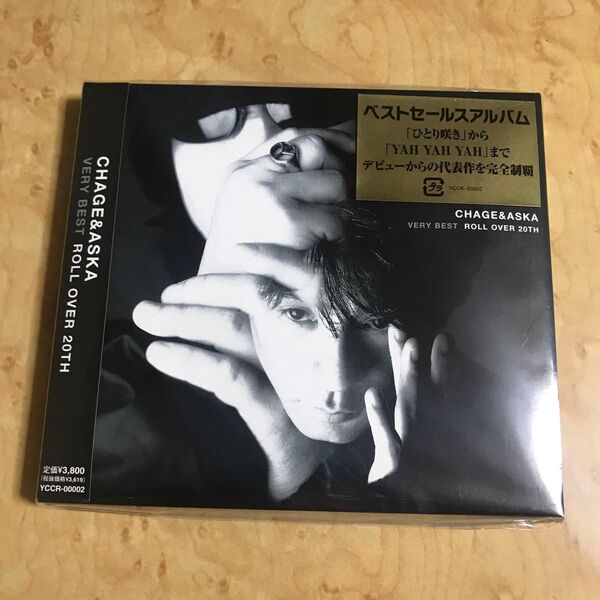 CHAGE&ASKA
VERY BEST ROLL OVER 20TH
定価¥3,800
(税抜価格¥3,619)
YCCR-00002
ベストセールスアルバム
「ひとり咲き」から
「YAH YAH YAH」まで
デビューからの代表作を完全制覇
YCCR-00002
CHAGE&ASKA
VERY BEST ROLL OVER 20TH